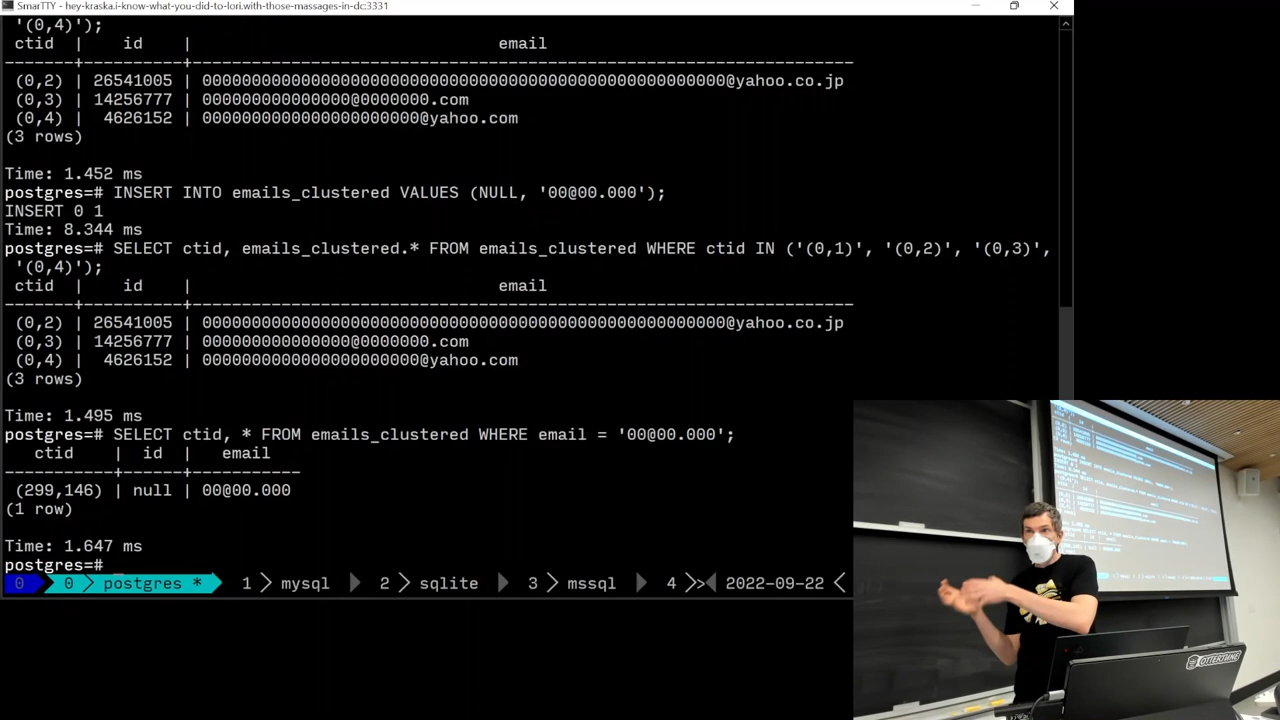 SmarTTY - hey-kraska.i-know-what-you-did-to-lori.with-those-massages-in-dc:3331
'(0,4)');
ctid | id | email
(0,2) | 26541005 | 00000000000000000000000000000000000000000000000000000@yahoo.co.jp
(0,3) | 14256777 | 000000000000000@0000000.com
(0,4) | 4626152 | 0000000000000000000000@yahoo.com
(3 rows)
Time: 1.452 ms
postgres=# INSERT INTO emails_clustered VALUES (NULL, '00@00.000');
INSERT 0 1
Time: 8.344 ms
postgres=# SELECT ctid, emails_clustered.* FROM emails_clustered WHERE ctid IN ('(0,1)', '(0,2)', '(0,3)',
'(0,4)');
ctid | id | email
(0,2) | 26541005 | 00000000000000000000000000000000000000000000000000000@yahoo.co.jp
(0,3) | 14256777 | 000000000000000@0000000.com
(0,4) | 4626152 | 0000000000000000000000@yahoo.com
(3 rows)
Time: 1.495 ms
postgres=# SELECT ctid, * FROM emails_clustered WHERE email = '00@00.000';
ctid | id | email
(299,146) | null | 00@00.000
(1 row)
Time: 1.647 ms
postgres=#
0 0 postgres * 1 mysql 2 sqlite 3 mssql 4 2022-09-22
OTTERTUNE